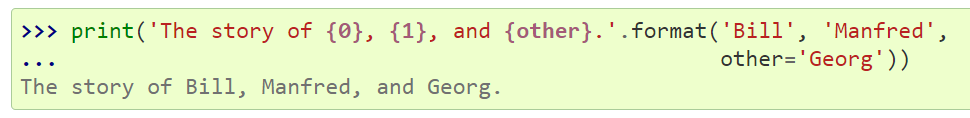 >>> print('The story of {0}, {1}, and {other}.'.format('Bill', 'Manfred',
...                                                    other='Georg'))
The story of Bill, Manfred, and Georg.